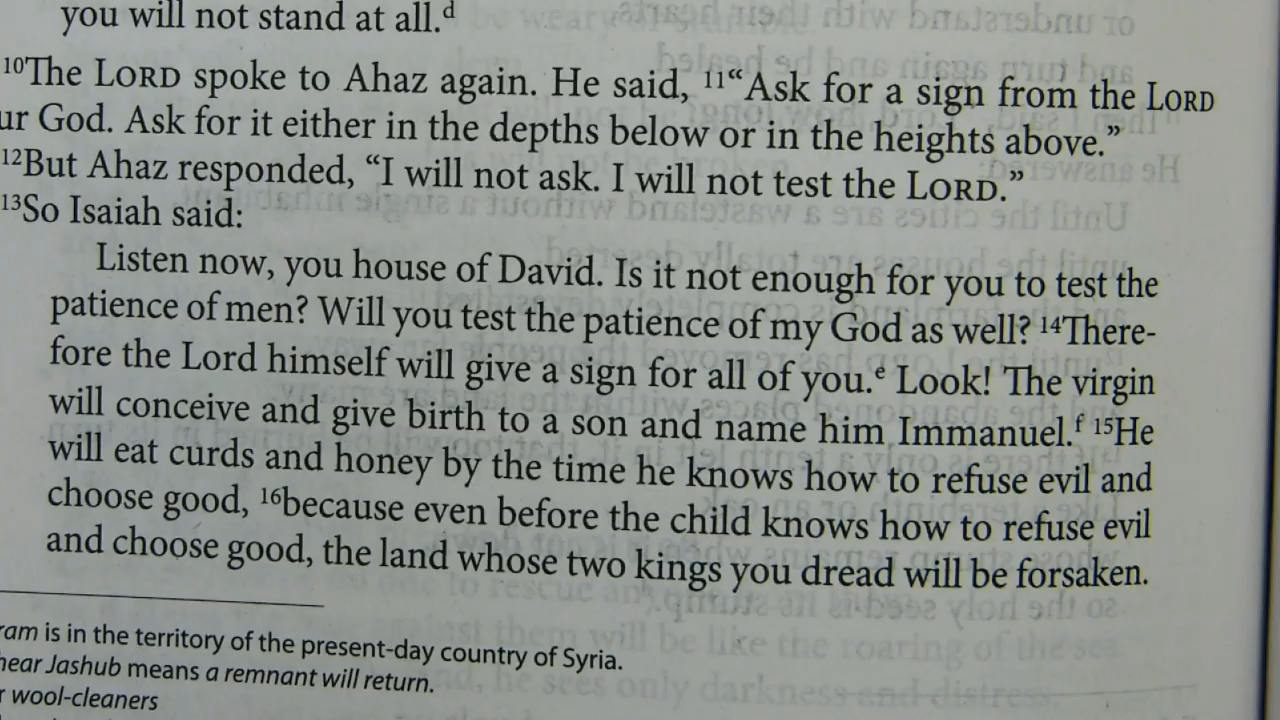 you will not stand at all.ᵈ
¹⁰The LORD spoke to Ahaz again. He said, ¹¹“Ask for a sign from the LORD
ur God. Ask for it either in the depths below or in the heights above.”
¹²But Ahaz responded, “I will not ask. I will not test the LORD.”
¹³So Isaiah said:
Listen now, you house of David. Is it not enough for you to test the
patience of men? Will you test the patience of my God as well? ¹⁴There-
fore the Lord himself will give a sign for all of you.ᵉ Look! The virgin
will conceive and give birth to a son and name him Immanuel.ᶠ ¹⁵He
will eat curds and honey by the time he knows how to refuse evil and
choose good, ¹⁶because even before the child knows how to refuse evil
and choose good, the land whose two kings you dread will be forsaken.
ram is in the territory of the present-day country of Syria.
hear Jashub means a remnant will return.
r wool-cleaners